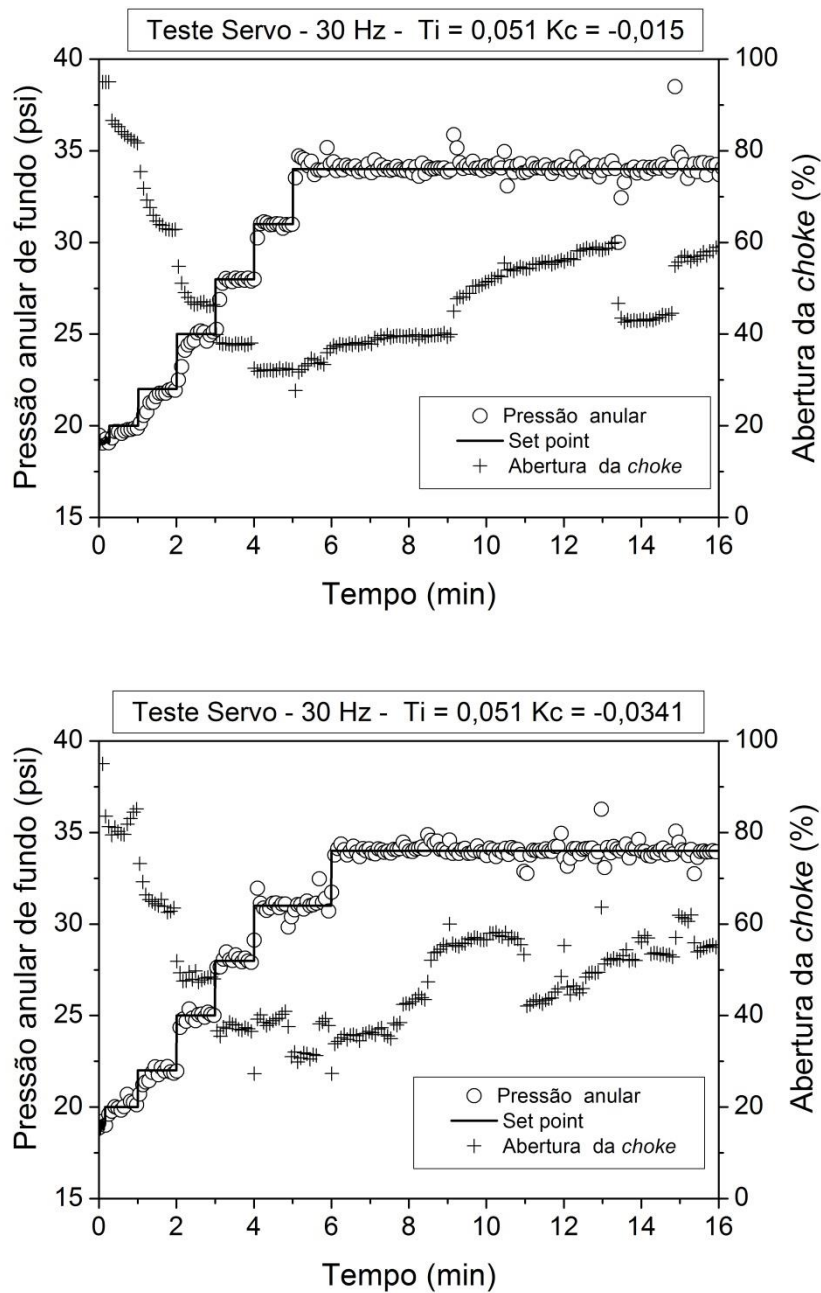 Teste Servo - 30 Hz - Ti = 0,051 Kc = -0,015
Pressão anular de fundo (psi)
40
35
30
25
20
15
100
80
60
40
20
0
Abertura da choke (%)
Pressão anular
Set point
Abertura da choke
0 2 4 6 8 10 12 14 16
Tempo (min)
Teste Servo - 30 Hz - Ti = 0,051 Kc = -0,0341
Pressão anular de fundo (psi)
40
35
30
25
20
15
100
80
60
40
20
0
Abertura da choke (%)
Pressão anular
Set point
Abertura da choke
0 2 4 6 8 10 12 14 16
Tempo (min)